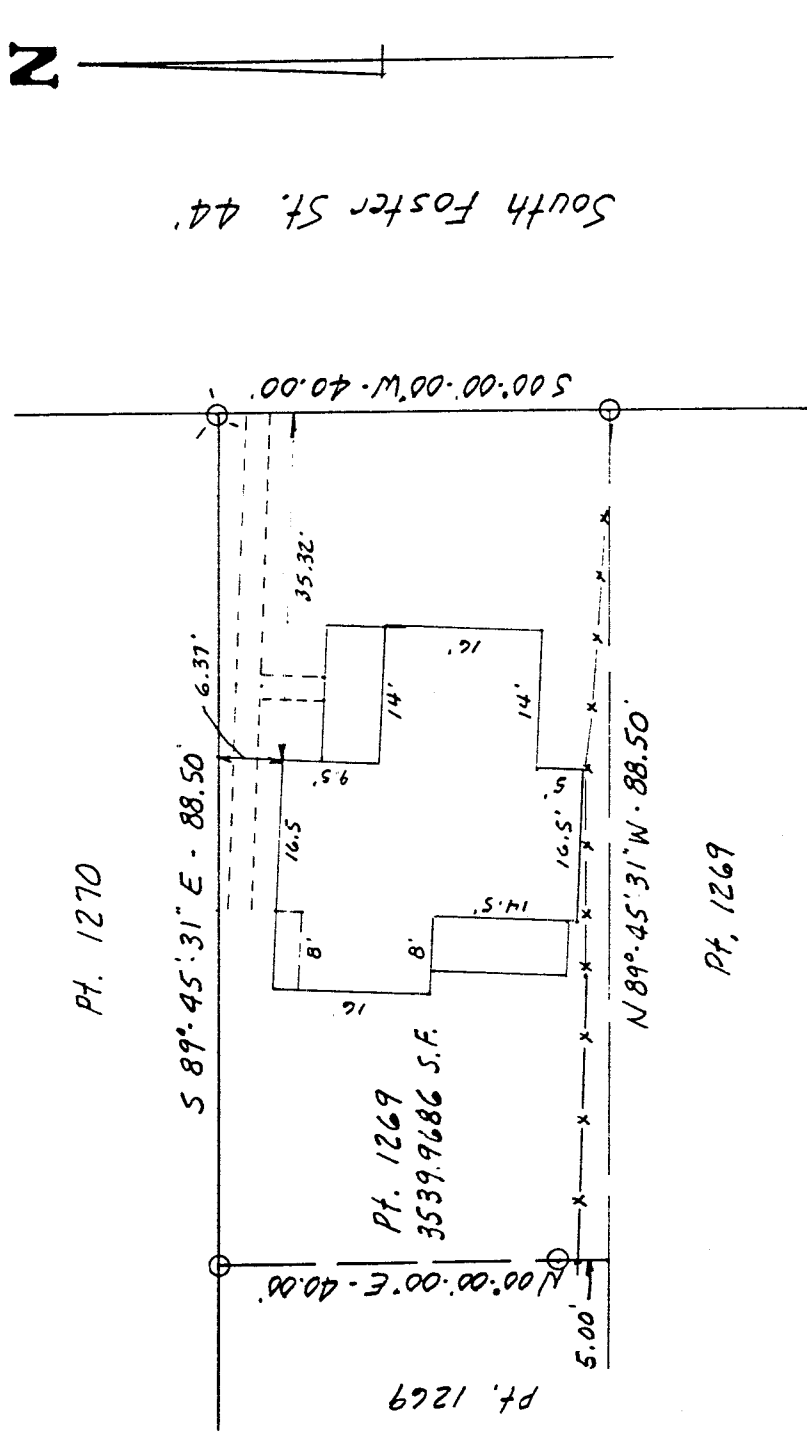 N
South Foster St. 44'
S 00°.00'.00"W - 40.00'
6.37'
35.32'
S 89°.45'.31" E - 88.50'
Pt. 1270
16.5
9.5'
14'
16'
14'
5'
16.5'
14.5'
8'
8'
16'
N 89°.45'.31" W - 88.50'
Pt. 1269
Pt. 1269
3539.9686 S.F.
N 00°.00'.00" E - 40.00'
5.00'
Pt. 1269